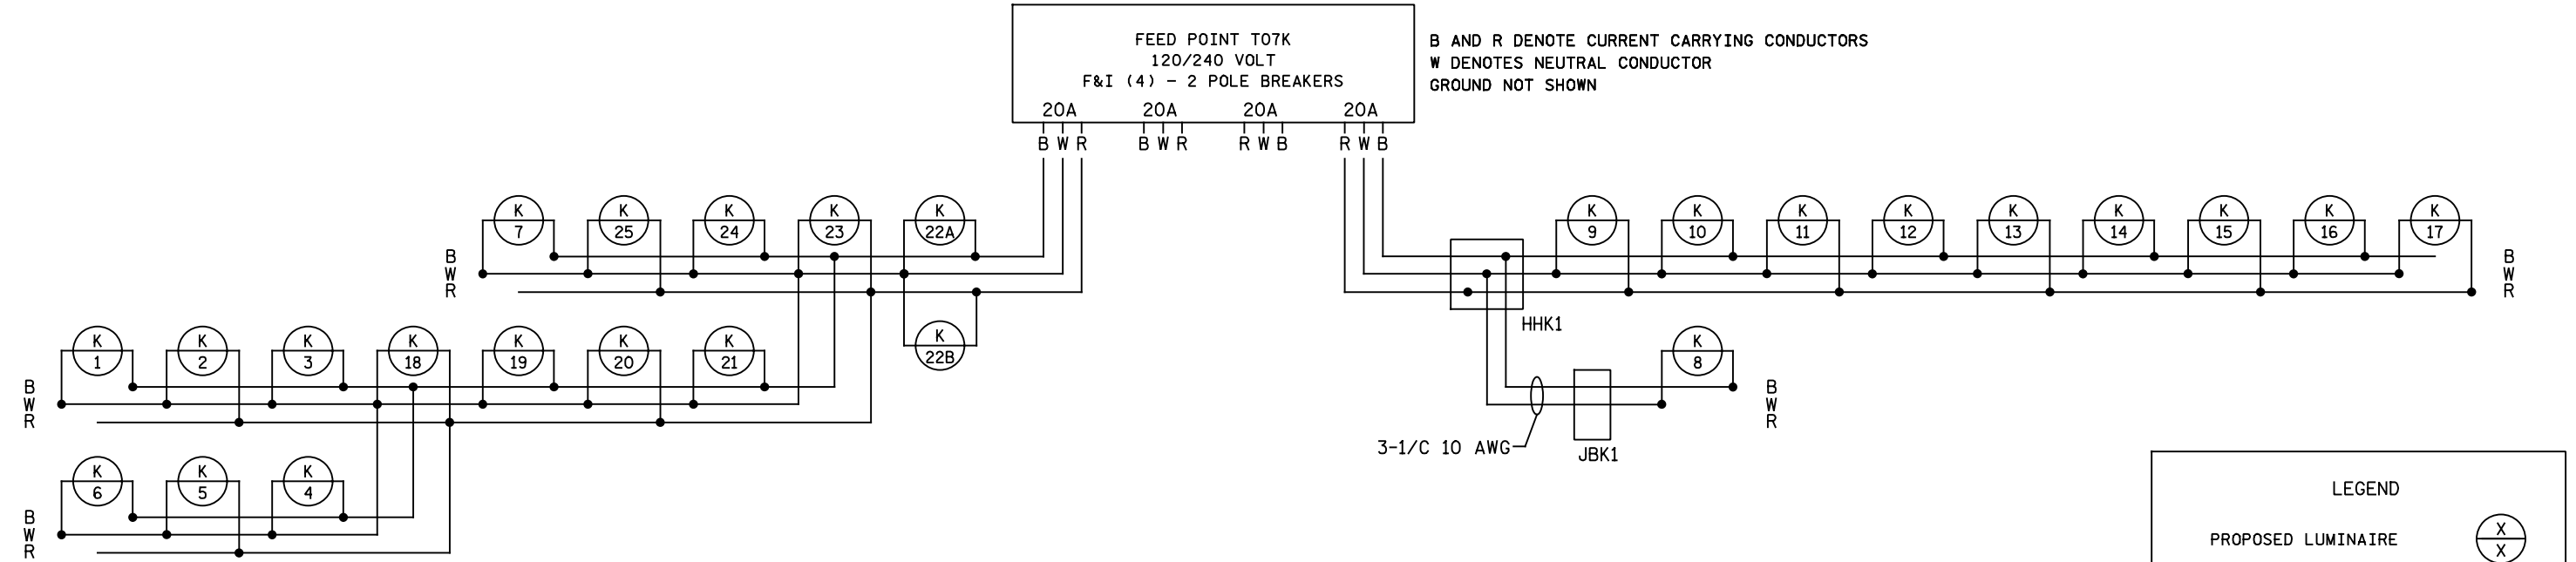 FEED POINT T07K
120/240 VOLT
F&I (4) - 2 POLE BREAKERS
20A 20A 20A 20A
B W R B W R R W B R W B
B AND R DENOTE CURRENT CARRYING CONDUCTORS
W DENOTES NEUTRAL CONDUCTOR
GROUND NOT SHOWN
K 7
K 25
K 24
K 23
K 22A
B
W
R
K 22B
K 9
K 10
K 11
K 12
K 13
K 14
K 15
K 16
K 17
B
W
R
HHK1
K 1
K 2
K 3
K 18
K 19
K 20
K 21
B
W
R
K 8
B
W
R
3-1/C 10 AWG
JBK1
K 6
K 5
K 4
B
W
R
LEGEND
PROPOSED LUMINAIRE
X
X